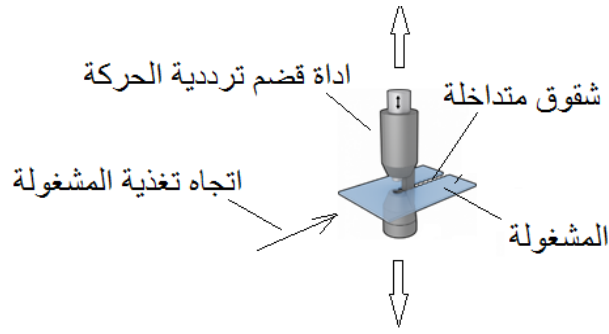 اداة قضم ترددية الحركة
شقوق متداخلة
اتجاه تغذية المشغولة
المشغولة